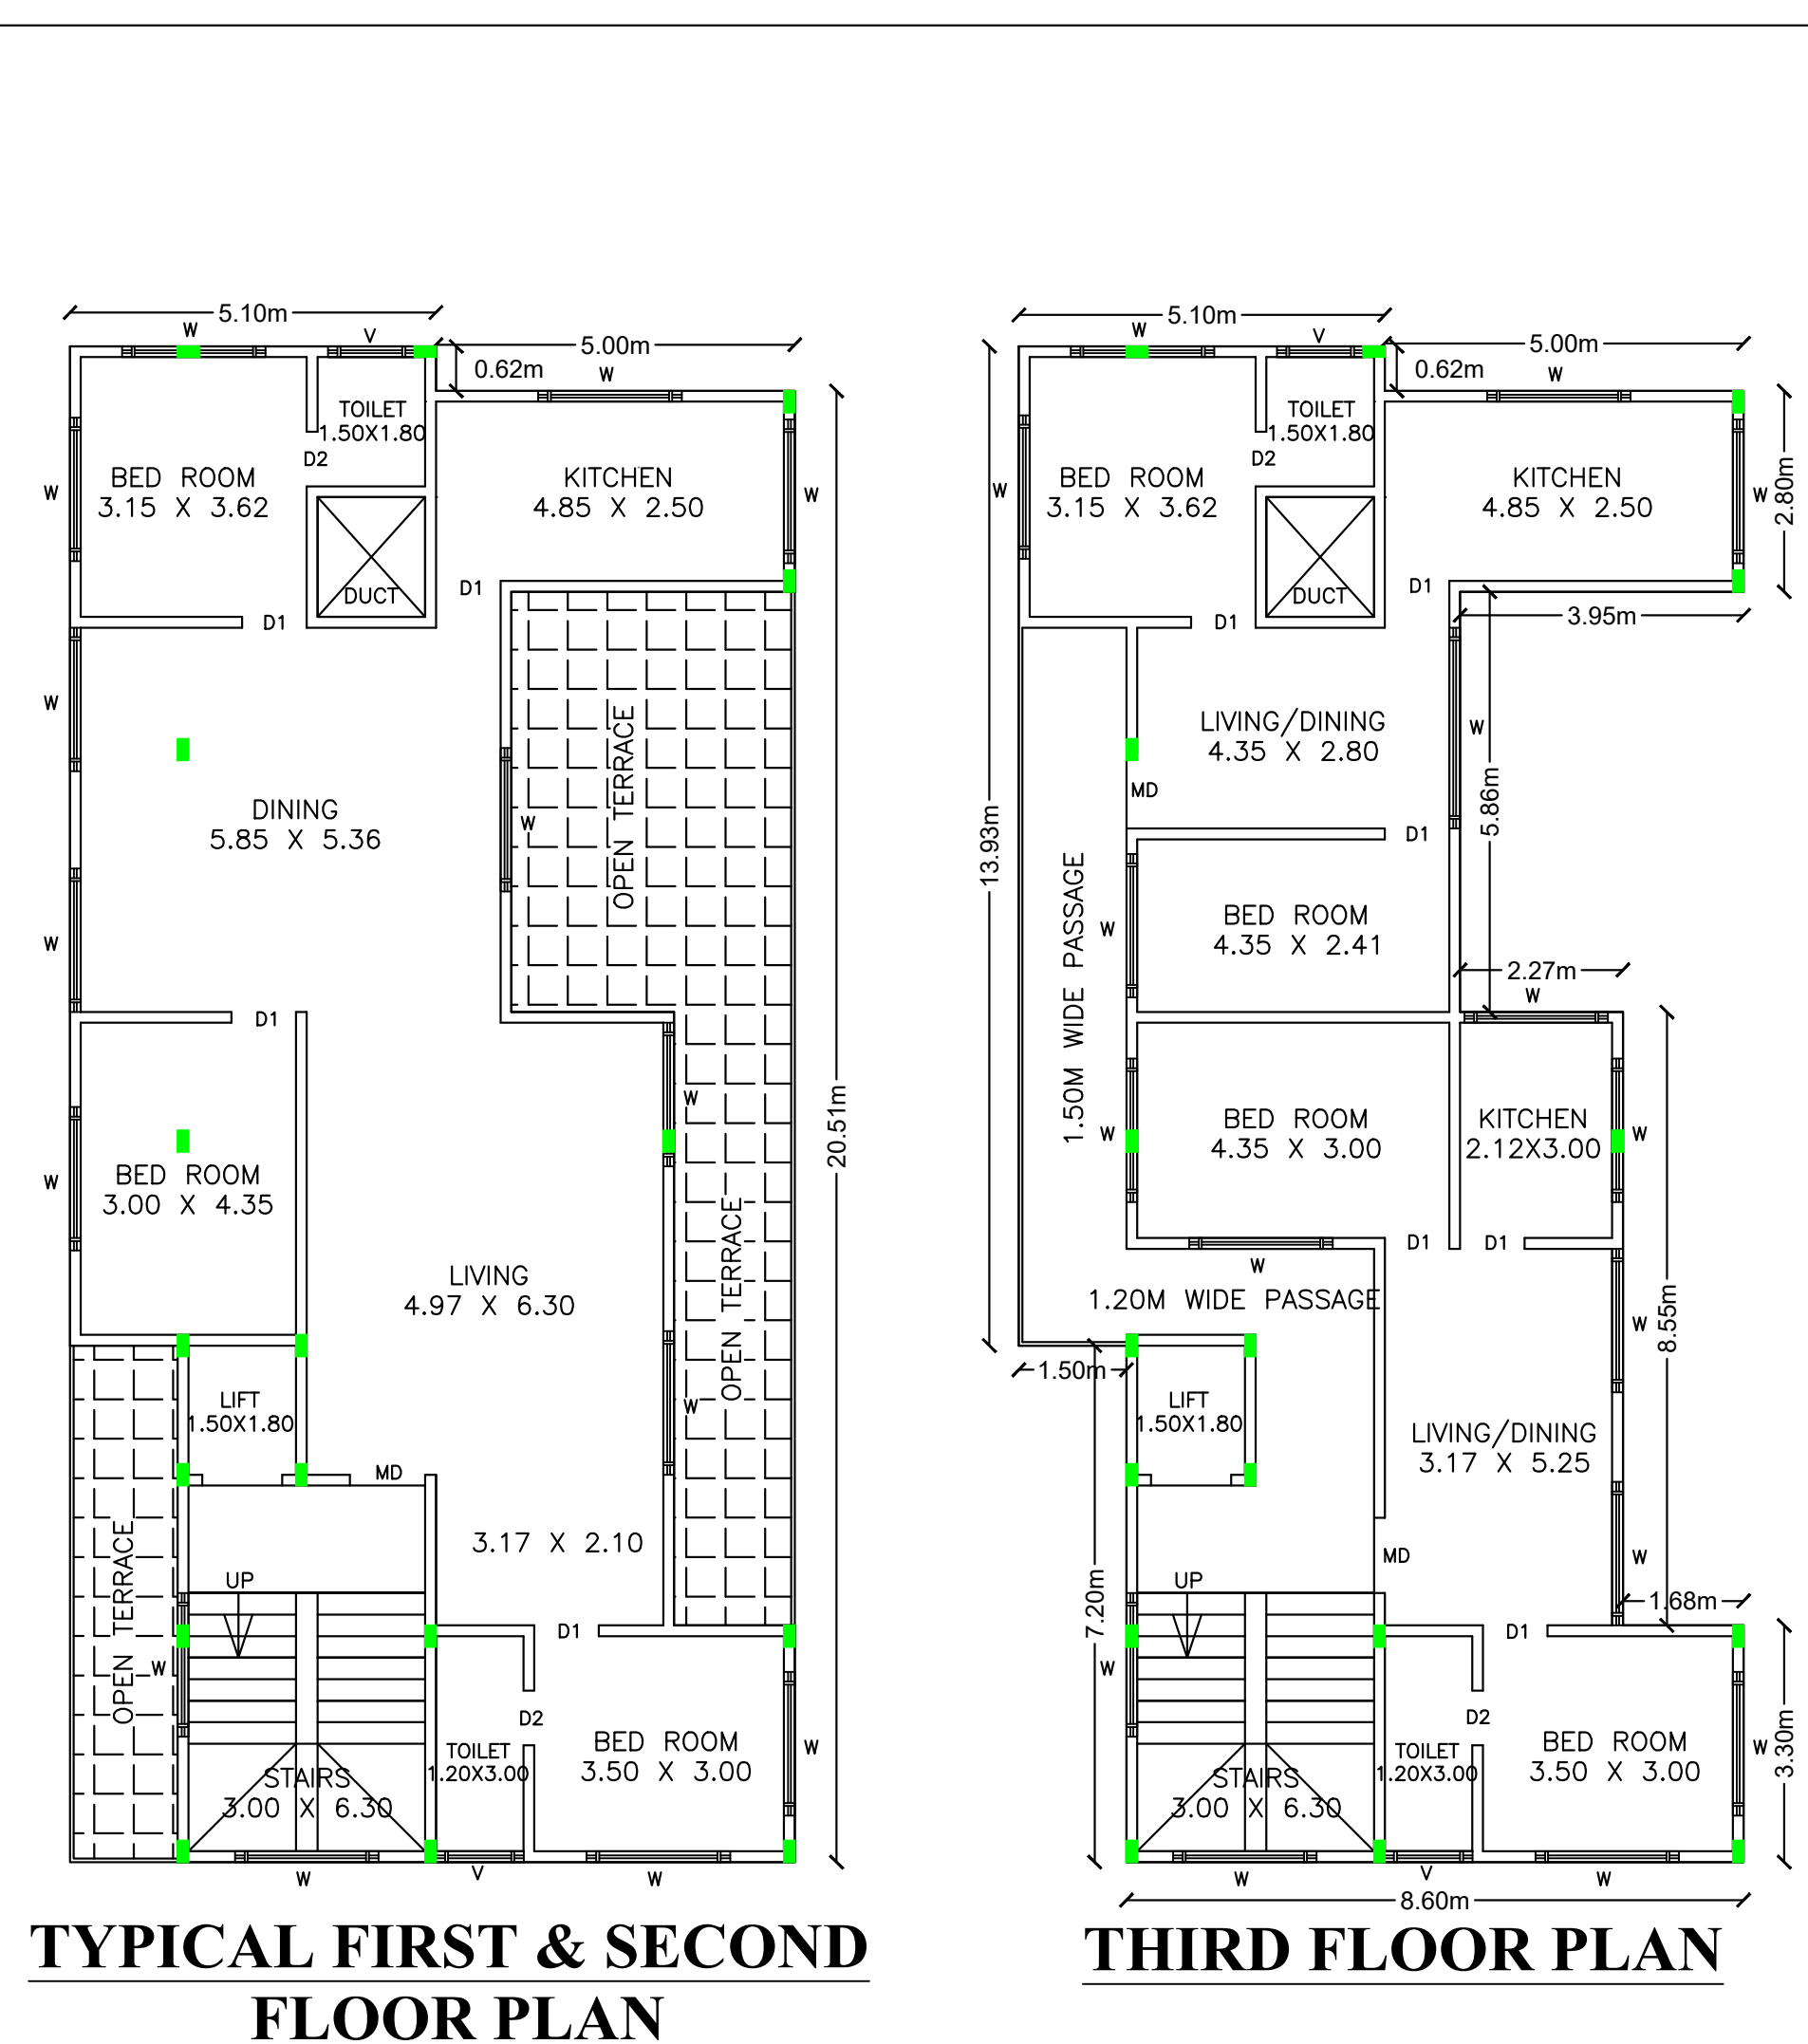 5.10m
W
V
5.00m
0.62m
W
TOILET
1.50X1.80
D2
BED ROOM
3.15 X 3.62
W
KITCHEN
4.85 X 2.50
W
DUCT
D1
D1
W
OPEN TERRACE
DINING
5.85 X 5.36
W
W
D1
W
20.51m
BED ROOM
3.00 X 4.35
W
OPEN TERRACE
LIVING
4.97 X 6.30
LIFT
1.50X1.80
W
MD
3.17 X 2.10
OPEN TERRACE
UP
D1
W
D2
BED ROOM
3.50 X 3.00
W
TOILET
1.20X3.00
STAIRS
3.00 X 6.30
W
V
W
TYPICAL FIRST & SECOND
FLOOR PLAN
5.10m
W
V
5.00m
0.62m
W
TOILET
1.50X1.80
D2
BED ROOM
3.15 X 3.62
W
KITCHEN
4.85 X 2.50
W
2.80m
DUCT
D1
3.95m
D1
LIVING/DINING
4.35 X 2.80
W
MD
5.86m
13.93m
D1
1.50M WIDE PASSAGE
BED ROOM
4.35 X 2.41
W
2.27m
W
BED ROOM
4.35 X 3.00
W
KITCHEN
2.12X3.00
W
D1
D1
W
1.20M WIDE PASSAGE
W
8.55m
1.50m
LIFT
1.50X1.80
LIVING/DINING
3.17 X 5.25
MD
W
UP
7.20m
1.68m
D1
W
D2
BED ROOM
3.50 X 3.00
W
3.30m
TOILET
1.20X3.00
STAIRS
3.00 X 6.30
W
V
W
8.60m
THIRD FLOOR PLAN